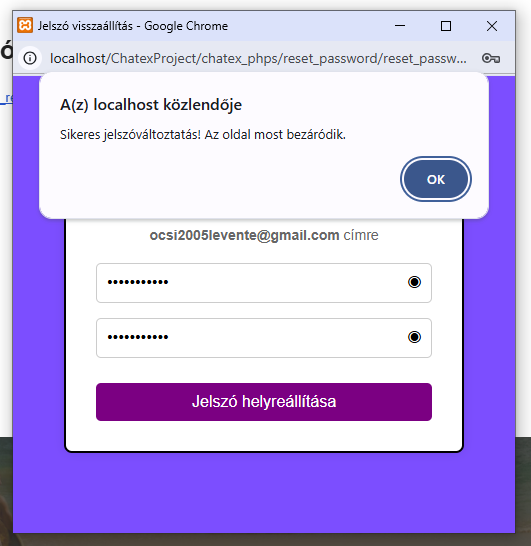 Jelszó visszaállítás - Google Chrome
localhost/ChatexProject/chatex_phps/reset_password/reset_passw...
A(z) localhost közlendője
Sikeres jelszóváltoztatás! Az oldal most bezáródik.
OK
ocsi2005levente@gmail.com címre
Jelszó helyreállítása